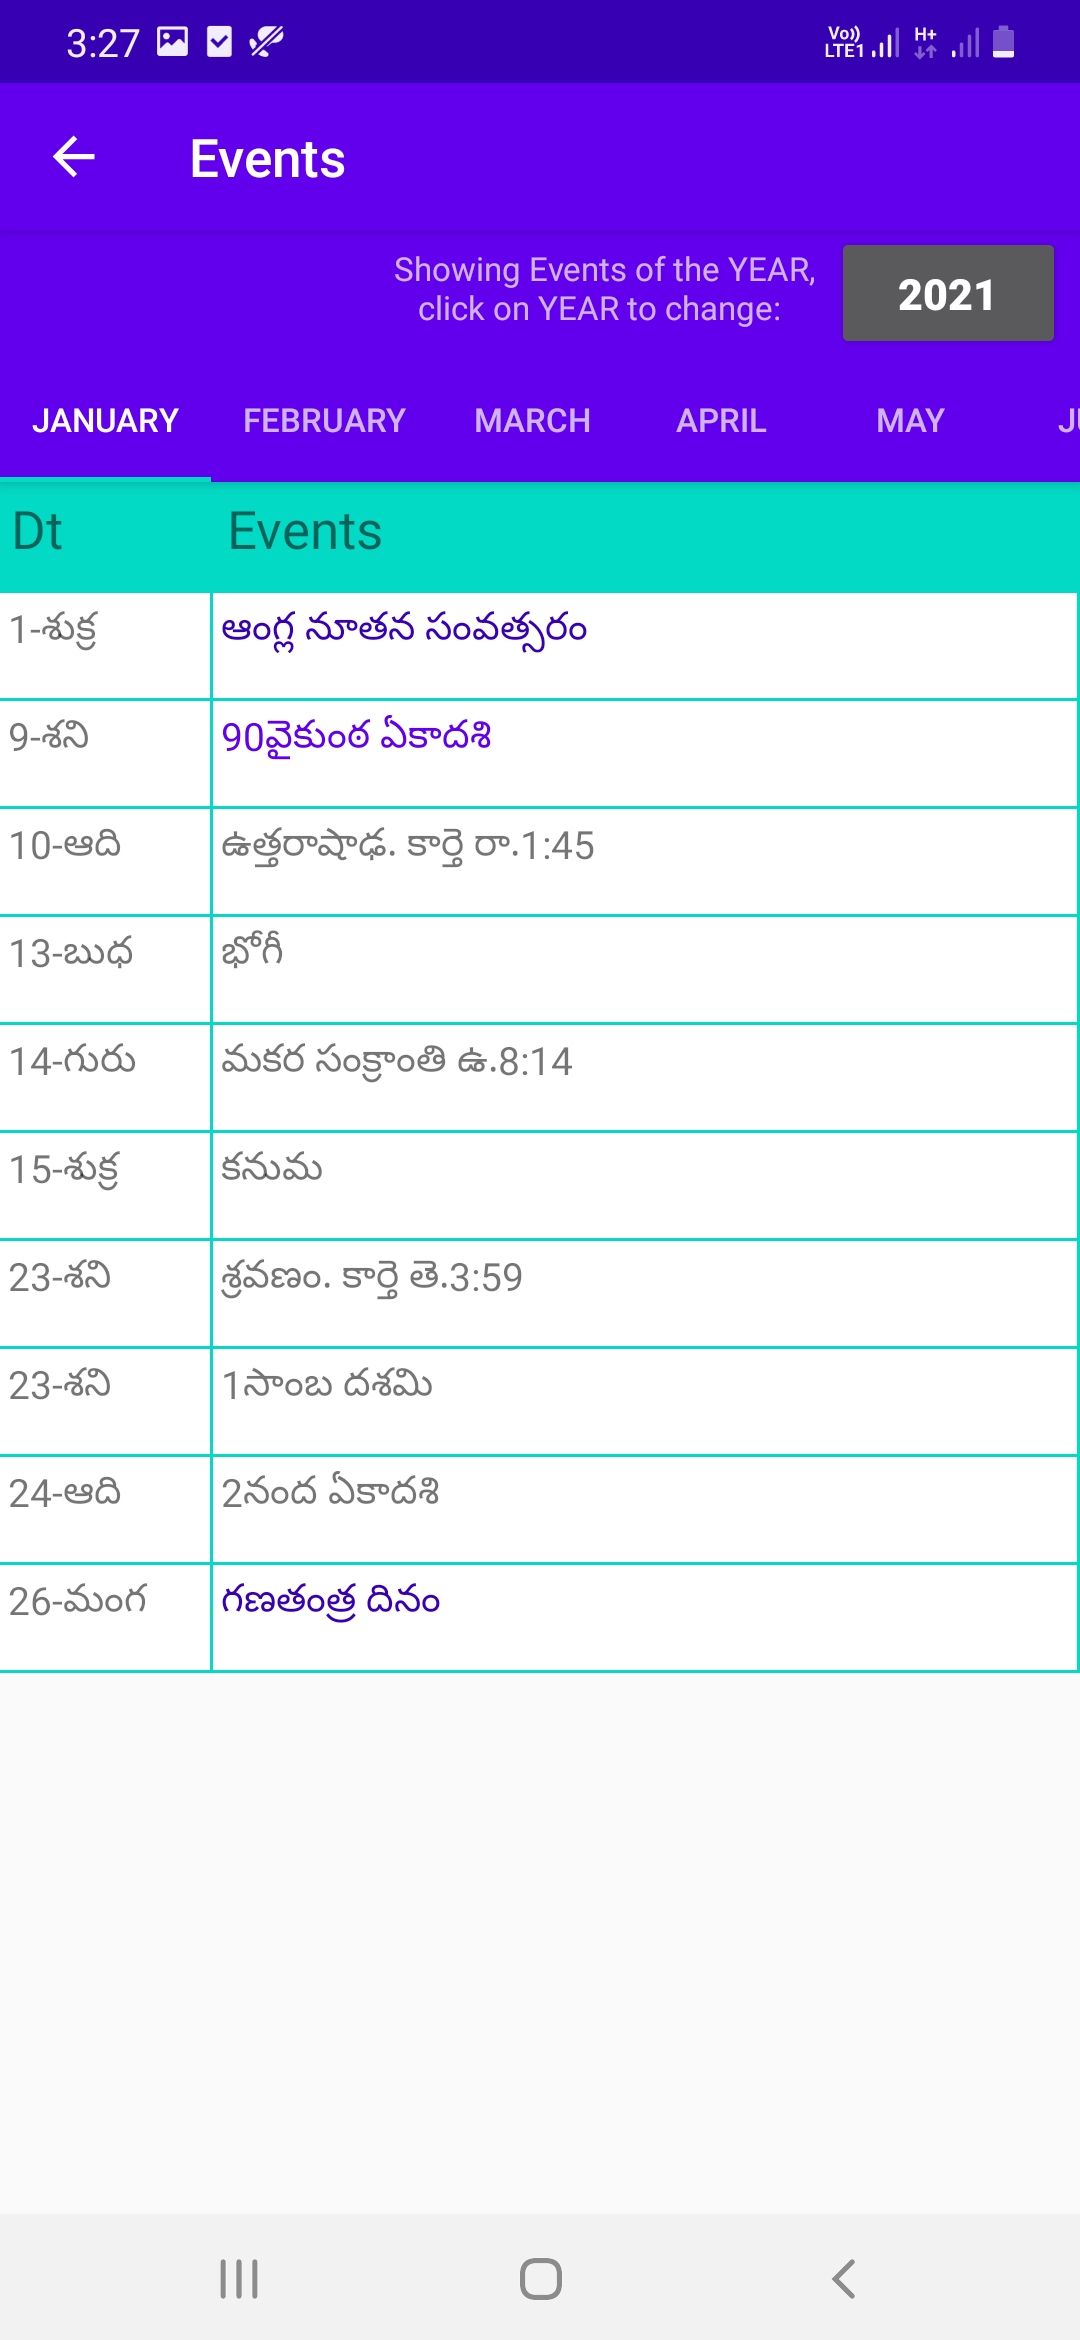 3:27
Vo)) LTE1 H+
Events
Showing Events of the YEAR,
click on YEAR to change:
2021
JANUARY FEBRUARY MARCH APRIL MAY
Dt Events
1-శుక్ర ఆంగ్ల నూతన సంవత్సరం
9-శని 90వైకుంఠ ఏకాదశి
10-ఆది ఉత్తరాషాఢ. కార్తె రా.1:45
13-బుధ భోగీ
14-గురు మకర సంక్రాంతి ఉ.8:14
15-శుక్ర కనుమ
23-శని శ్రవణం. కార్తె తె.3:59
23-శని 1సాంబ దశమి
24-ఆది 2నంద ఏకాదశి
26-మంగ గణతంత్ర దినం